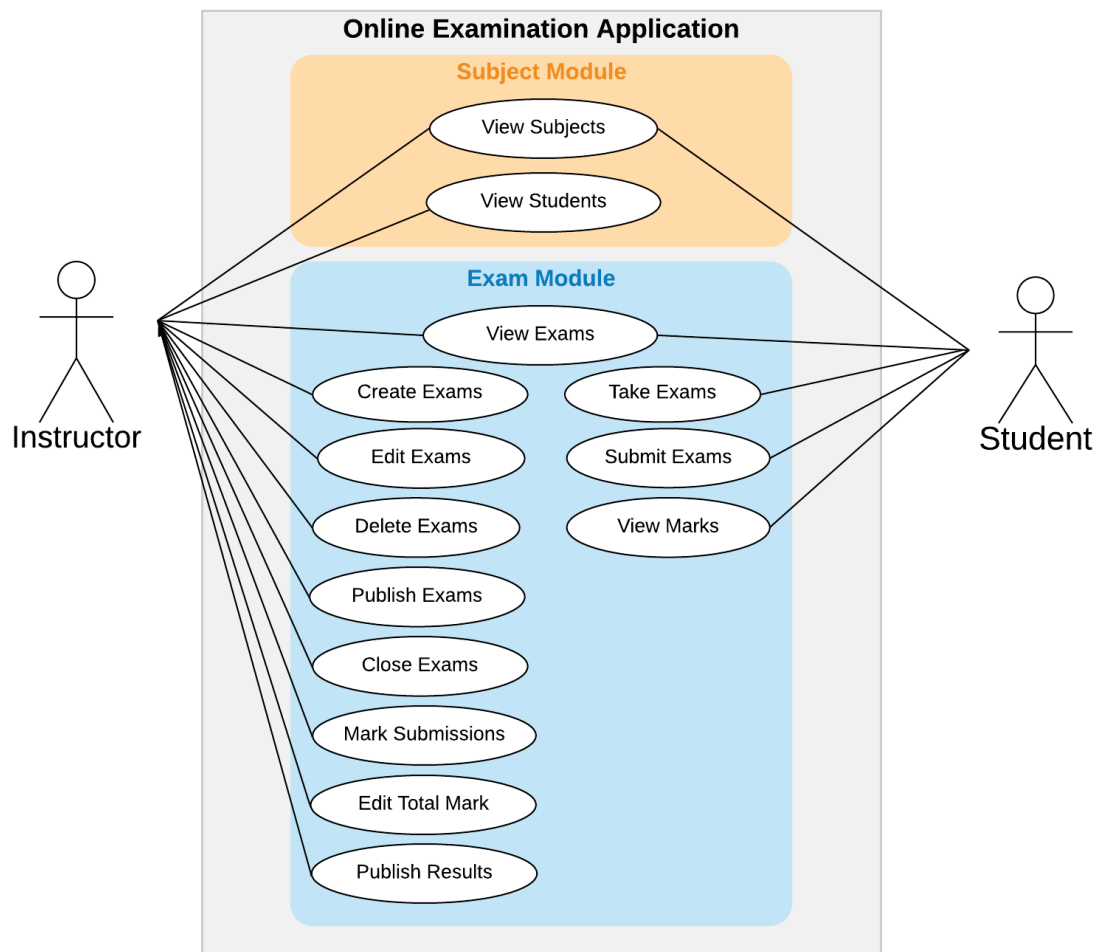 Online Examination Application
Subject Module
View Subjects
View Students
Exam Module
View Exams
Create Exams
Take Exams
Edit Exams
Submit Exams
Delete Exams
View Marks
Publish Exams
Close Exams
Mark Submissions
Edit Total Mark
Publish Results
Instructor
Student